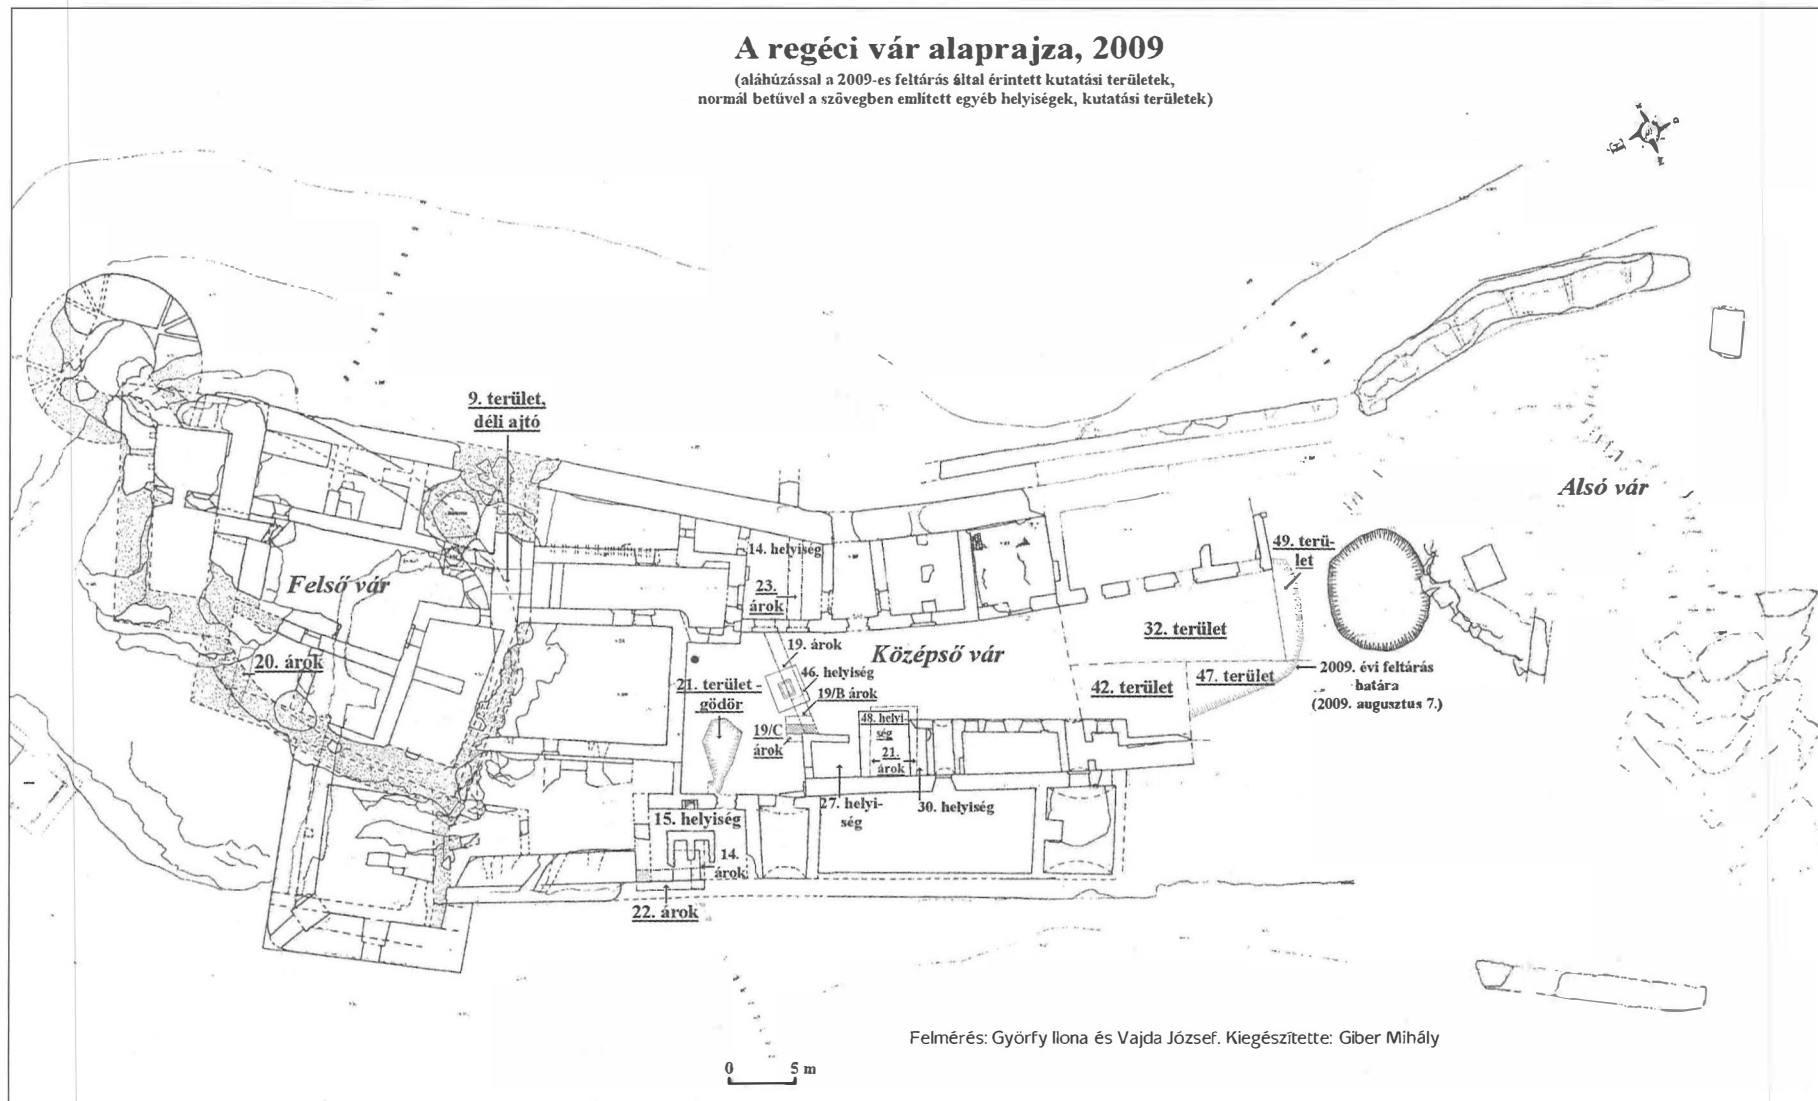 A regéci vár alaprajza, 2009
(aláhúzással a 2009-es feltárás által érintett kutatási területek,
normál betűvel a szövegben említett egyéb helyiségek, kutatási területek)
9. terület,
déli ajtó
Alsó vár
14. helyiség
49. terü-
let
Felső vár
23.
árok
32. terület
19. árok
Középső vár
20. árok
46. helyiség
2009. évi feltárás
határa
(2009. augusztus 7.)
47. terület
42. terület
21. terület -
gödör
19/B árok
48. helyi-
ség
19/C
árok
21.
árok
27. helyi-
ség
30. helyiség
15. helyiség
14.
árok
22. árok
Felmérés: Györfy Ilona és Vajda József. Kiegészítette: Giber Mihály
0 5 m